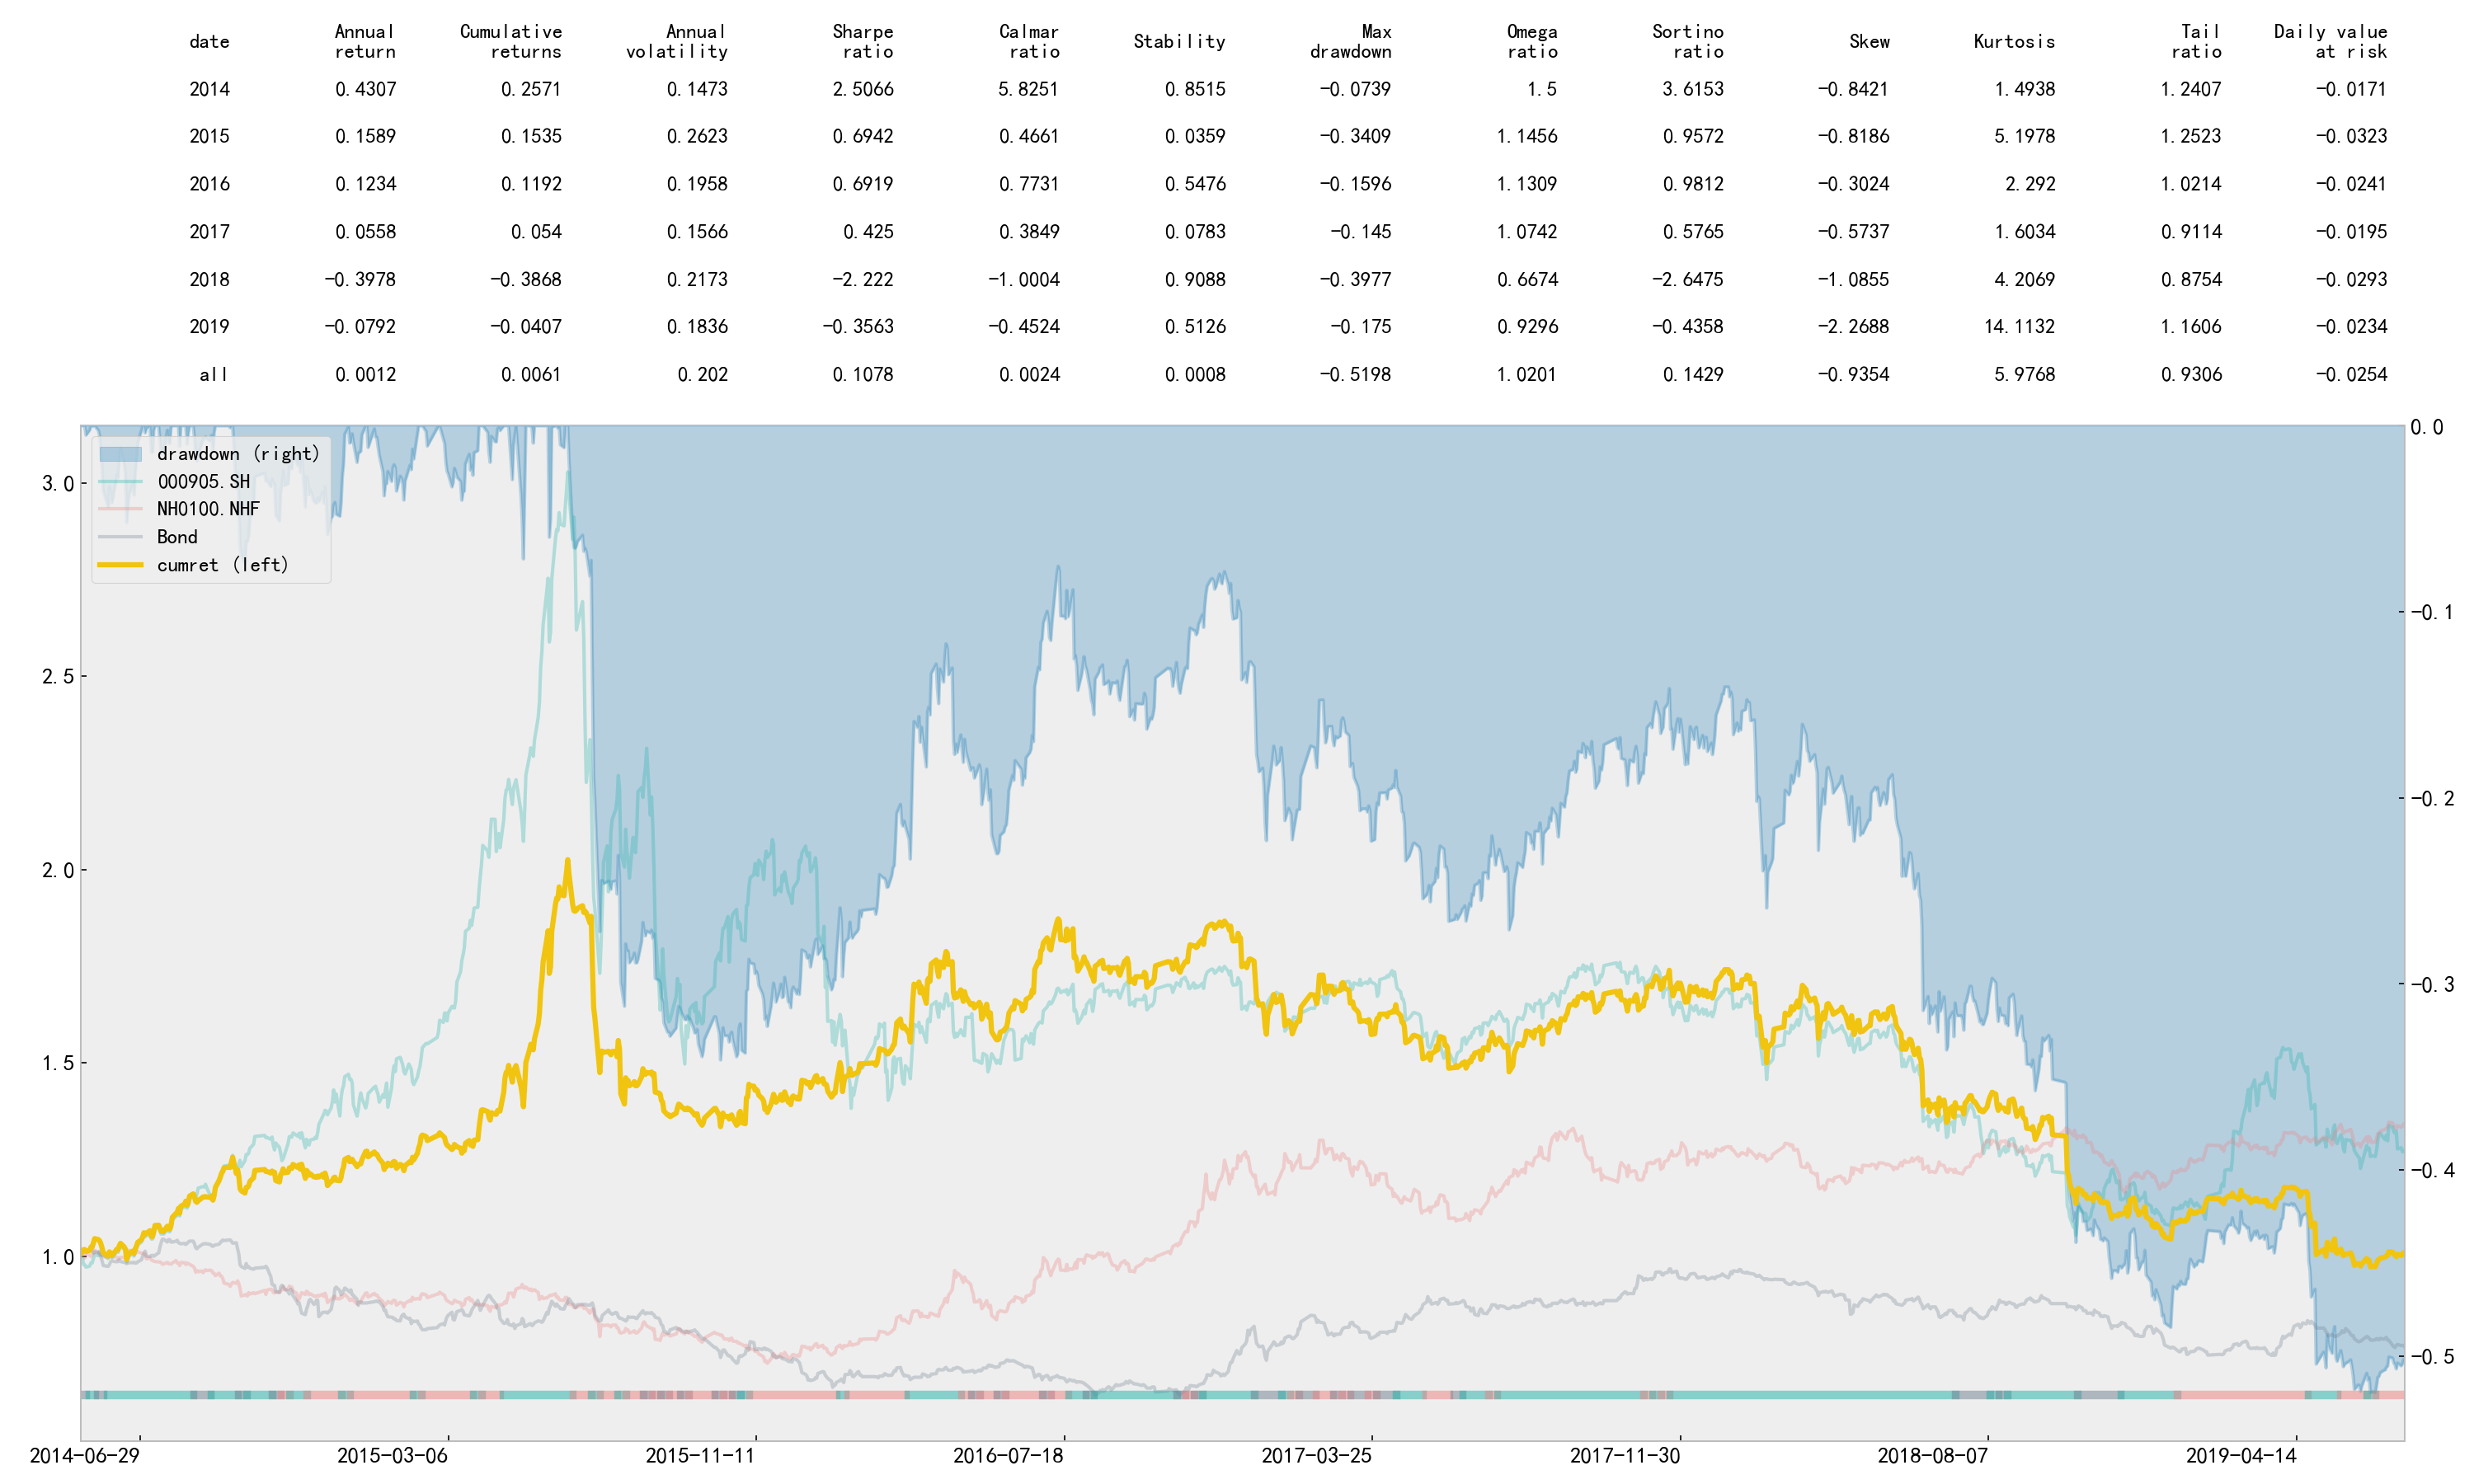 date Annual return Cumulative returns Annual volatility Sharpe ratio Calmar ratio Stability Max drawdown Omega ratio Sortino ratio Skew Kurtosis Tail ratio Daily value at risk
2014 0.4307 0.2571 0.1473 2.5066 5.8251 0.8515 -0.0739 1.5 3.6153 -0.8421 1.4938 1.2407 -0.0171
2015 0.1589 0.1535 0.2623 0.6942 0.4661 0.0359 -0.3409 1.1456 0.9572 -0.8186 5.1978 1.2523 -0.0323
2016 0.1234 0.1192 0.1958 0.6919 0.7731 0.5476 -0.1596 1.1309 0.9812 -0.3024 2.292 1.0214 -0.0241
2017 0.0558 0.054 0.1566 0.425 0.3849 0.0783 -0.145 1.0742 0.5765 -0.5737 1.6034 0.9114 -0.0195
2018 -0.3978 -0.3868 0.2173 -2.222 -1.0004 0.9088 -0.3977 0.6674 -2.6475 -1.0855 4.2069 0.8754 -0.0293
2019 -0.0792 -0.0407 0.1836 -0.3563 -0.4524 0.5126 -0.175 0.9296 -0.4358 -2.2688 14.1132 1.1606 -0.0234
all 0.0012 0.0061 0.202 0.1078 0.0024 0.0008 -0.5198 1.0201 0.1429 -0.9354 5.9768 0.9306 -0.0254
drawdown (right)
000905.SH
NH0100.NHF
Bond
cumret (left)
3.0
2.5
2.0
1.5
1.0
0.0
-0.1
-0.2
-0.3
-0.4
-0.5
2014-06-29 2015-03-06 2015-11-11 2016-07-18 2017-03-25 2017-11-30 2018-08-07 2019-04-14